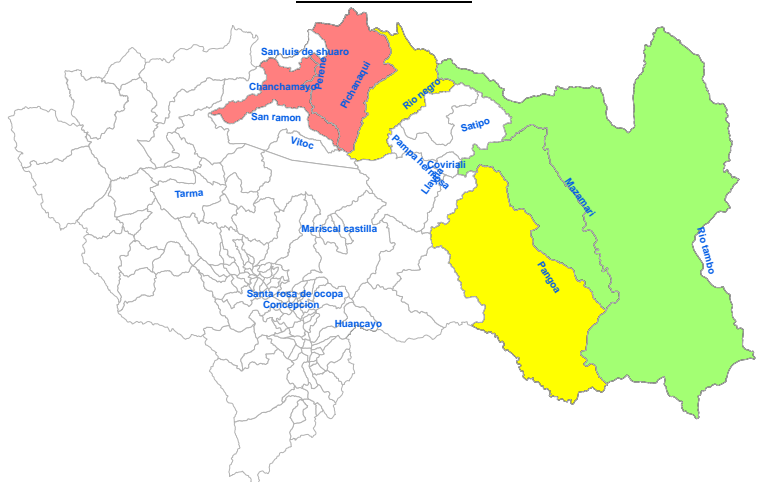 San luis de shuaro
Perene
Chanchamayo
Pichanaqui
Rio negro
San ramon
Satipo
Vitoc
Pampa hermosa
Coviriali
Llaylla
Tarma
Mazamari
Mariscal castilla
Rio tambo
Pangoa
Santa rosa de ocopa
Concepcion
Huancayo